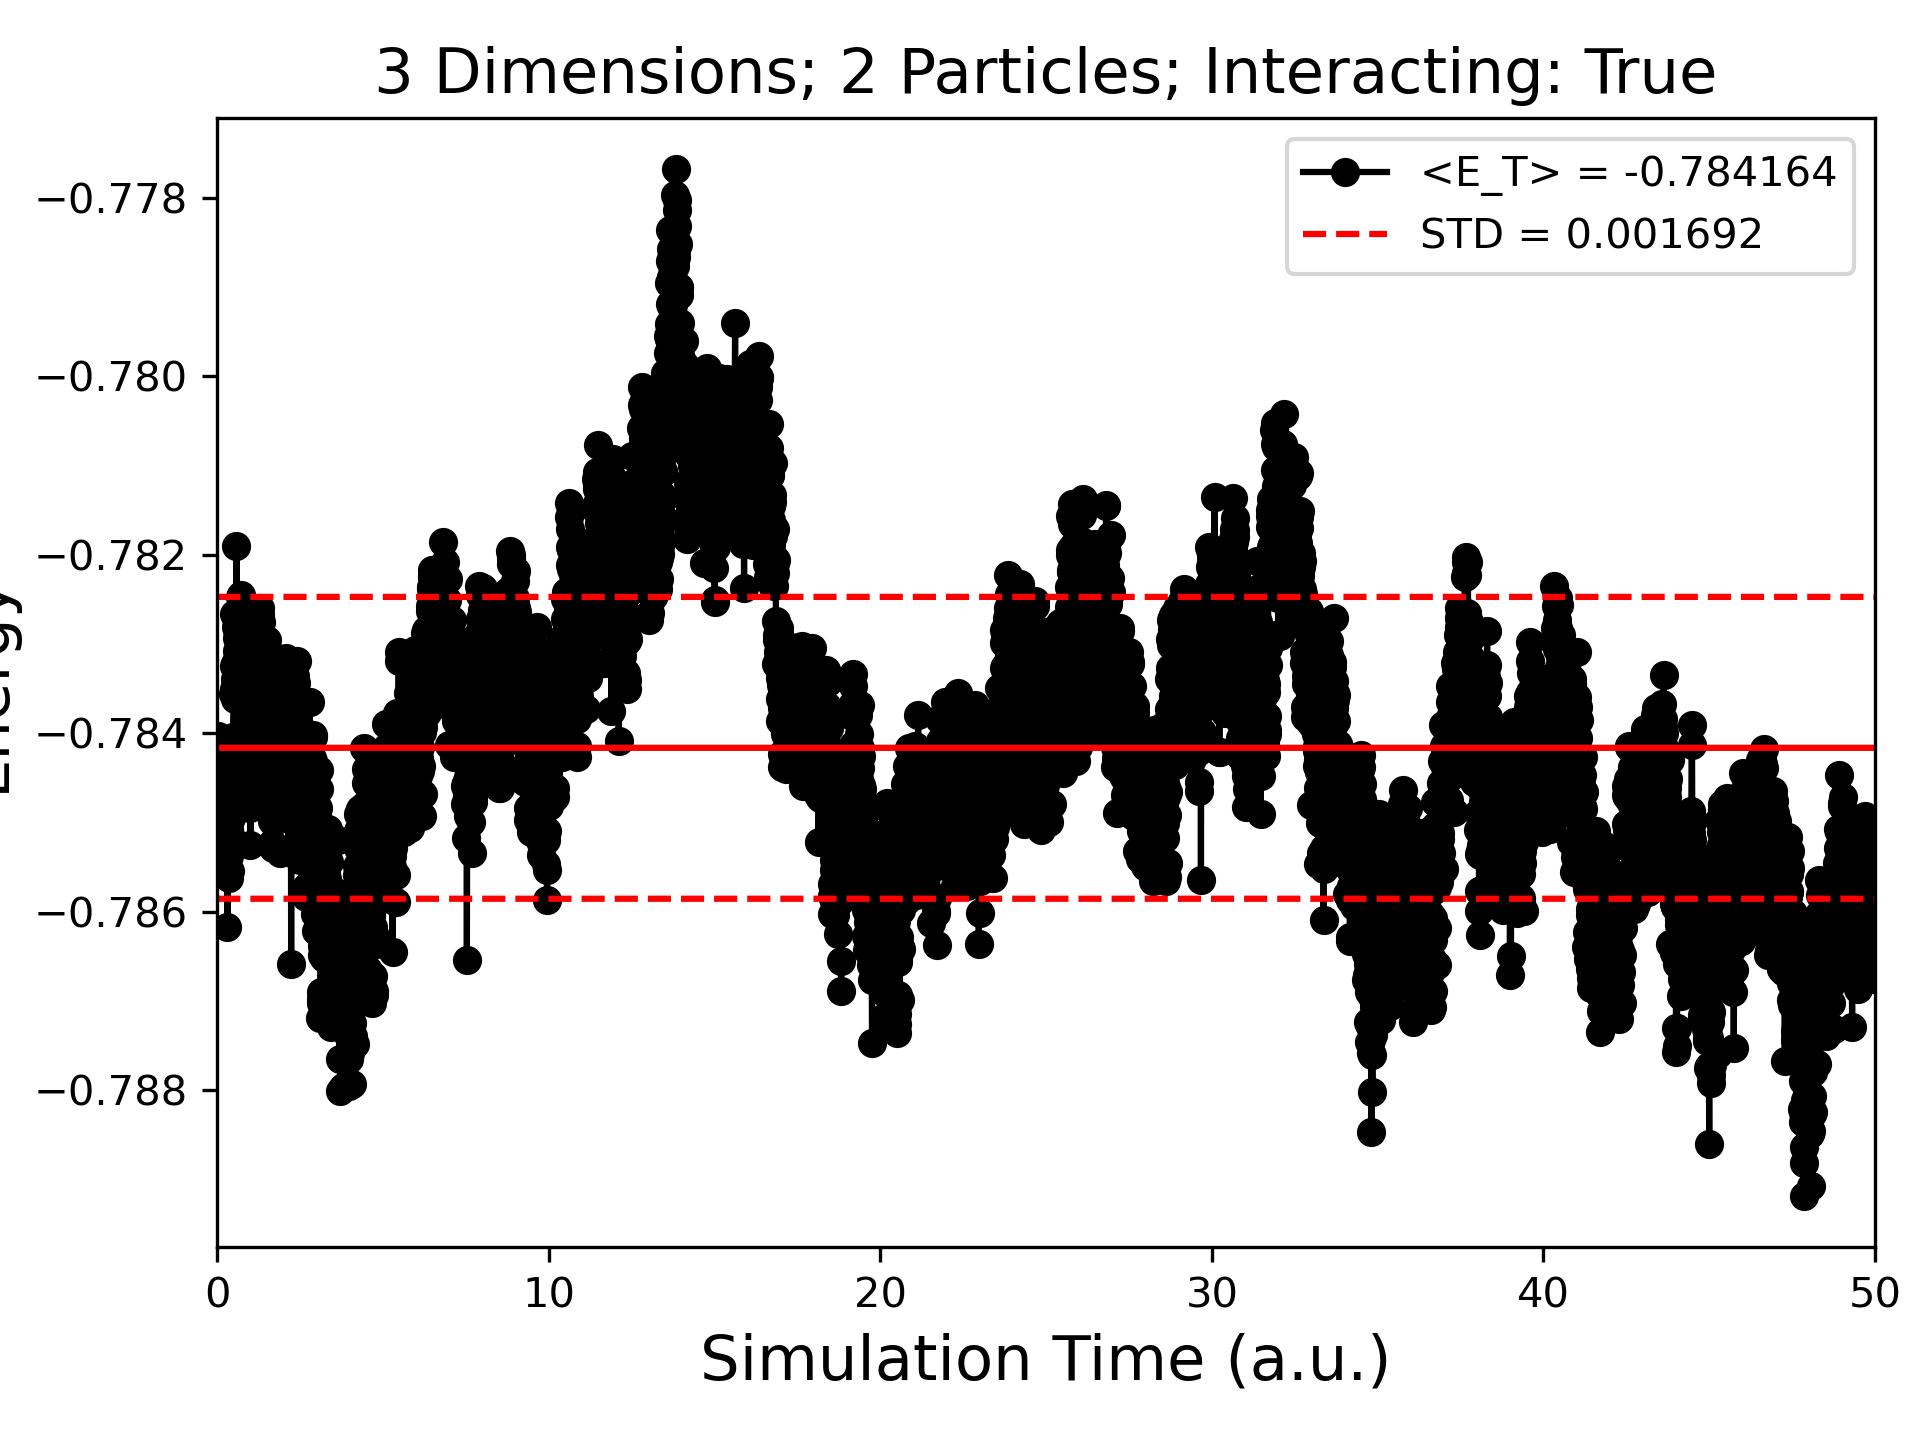 3 Dimensions; 2 Particles; Interacting: True
<E_T> = -0.784164
STD = 0.001692
−0.778
−0.780
−0.782
−0.784
−0.786
−0.788
0 10 20 30 40 50
Simulation Time (a.u.)